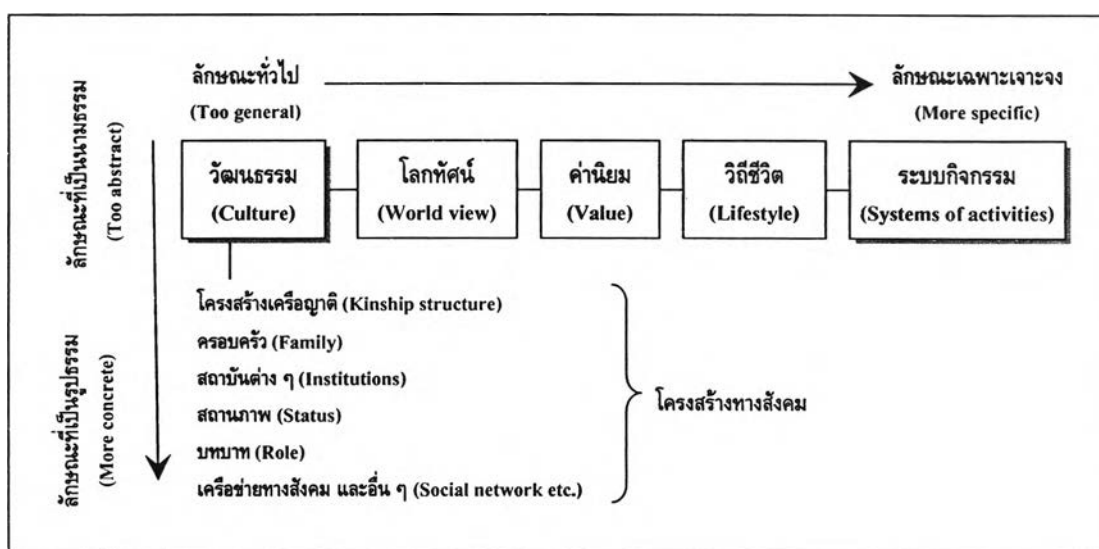 ลักษณะทั่วไป
(Too general)
ลักษณะเฉพาะเจาะจง
(More specific)
ลักษณะที่เป็นนามธรรม
(Too abstract)
วัฒนธรรม
(Culture)
โลกทัศน์
(World view)
ค่านิยม
(Value)
วิถีชีวิต
(Lifestyle)
ระบบกิจกรรม
(Systems of activities)
ลักษณะที่เป็นรูปธรรม
(More concrete)
โครงสร้างเครือญาติ (Kinship structure)
ครอบครัว (Family)
สถาบันต่าง ๆ (Institutions)
สถานภาพ (Status)
บทบาท (Role)
เครือข่ายทางสังคม และอื่น ๆ (Social network etc.)
โครงสร้างทางสังคม